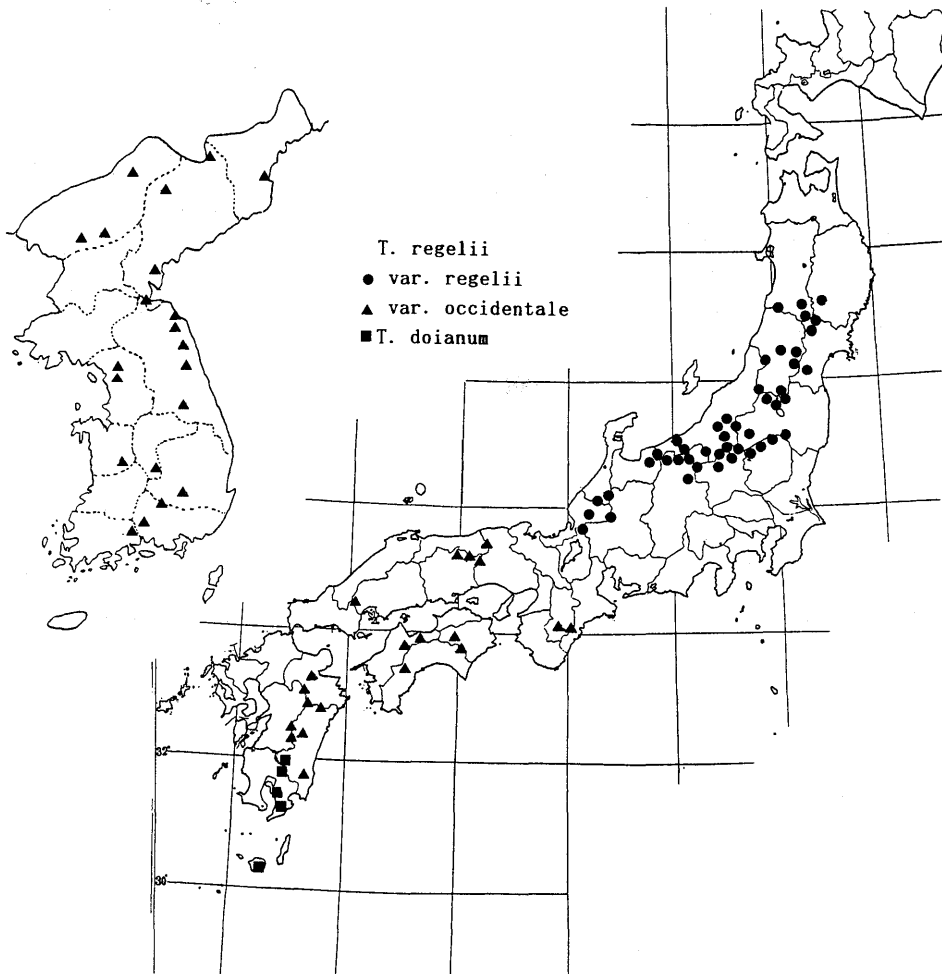 T. regelii
● var. regelii
▲ var. occidentale
■ T. doianum
32°
30°